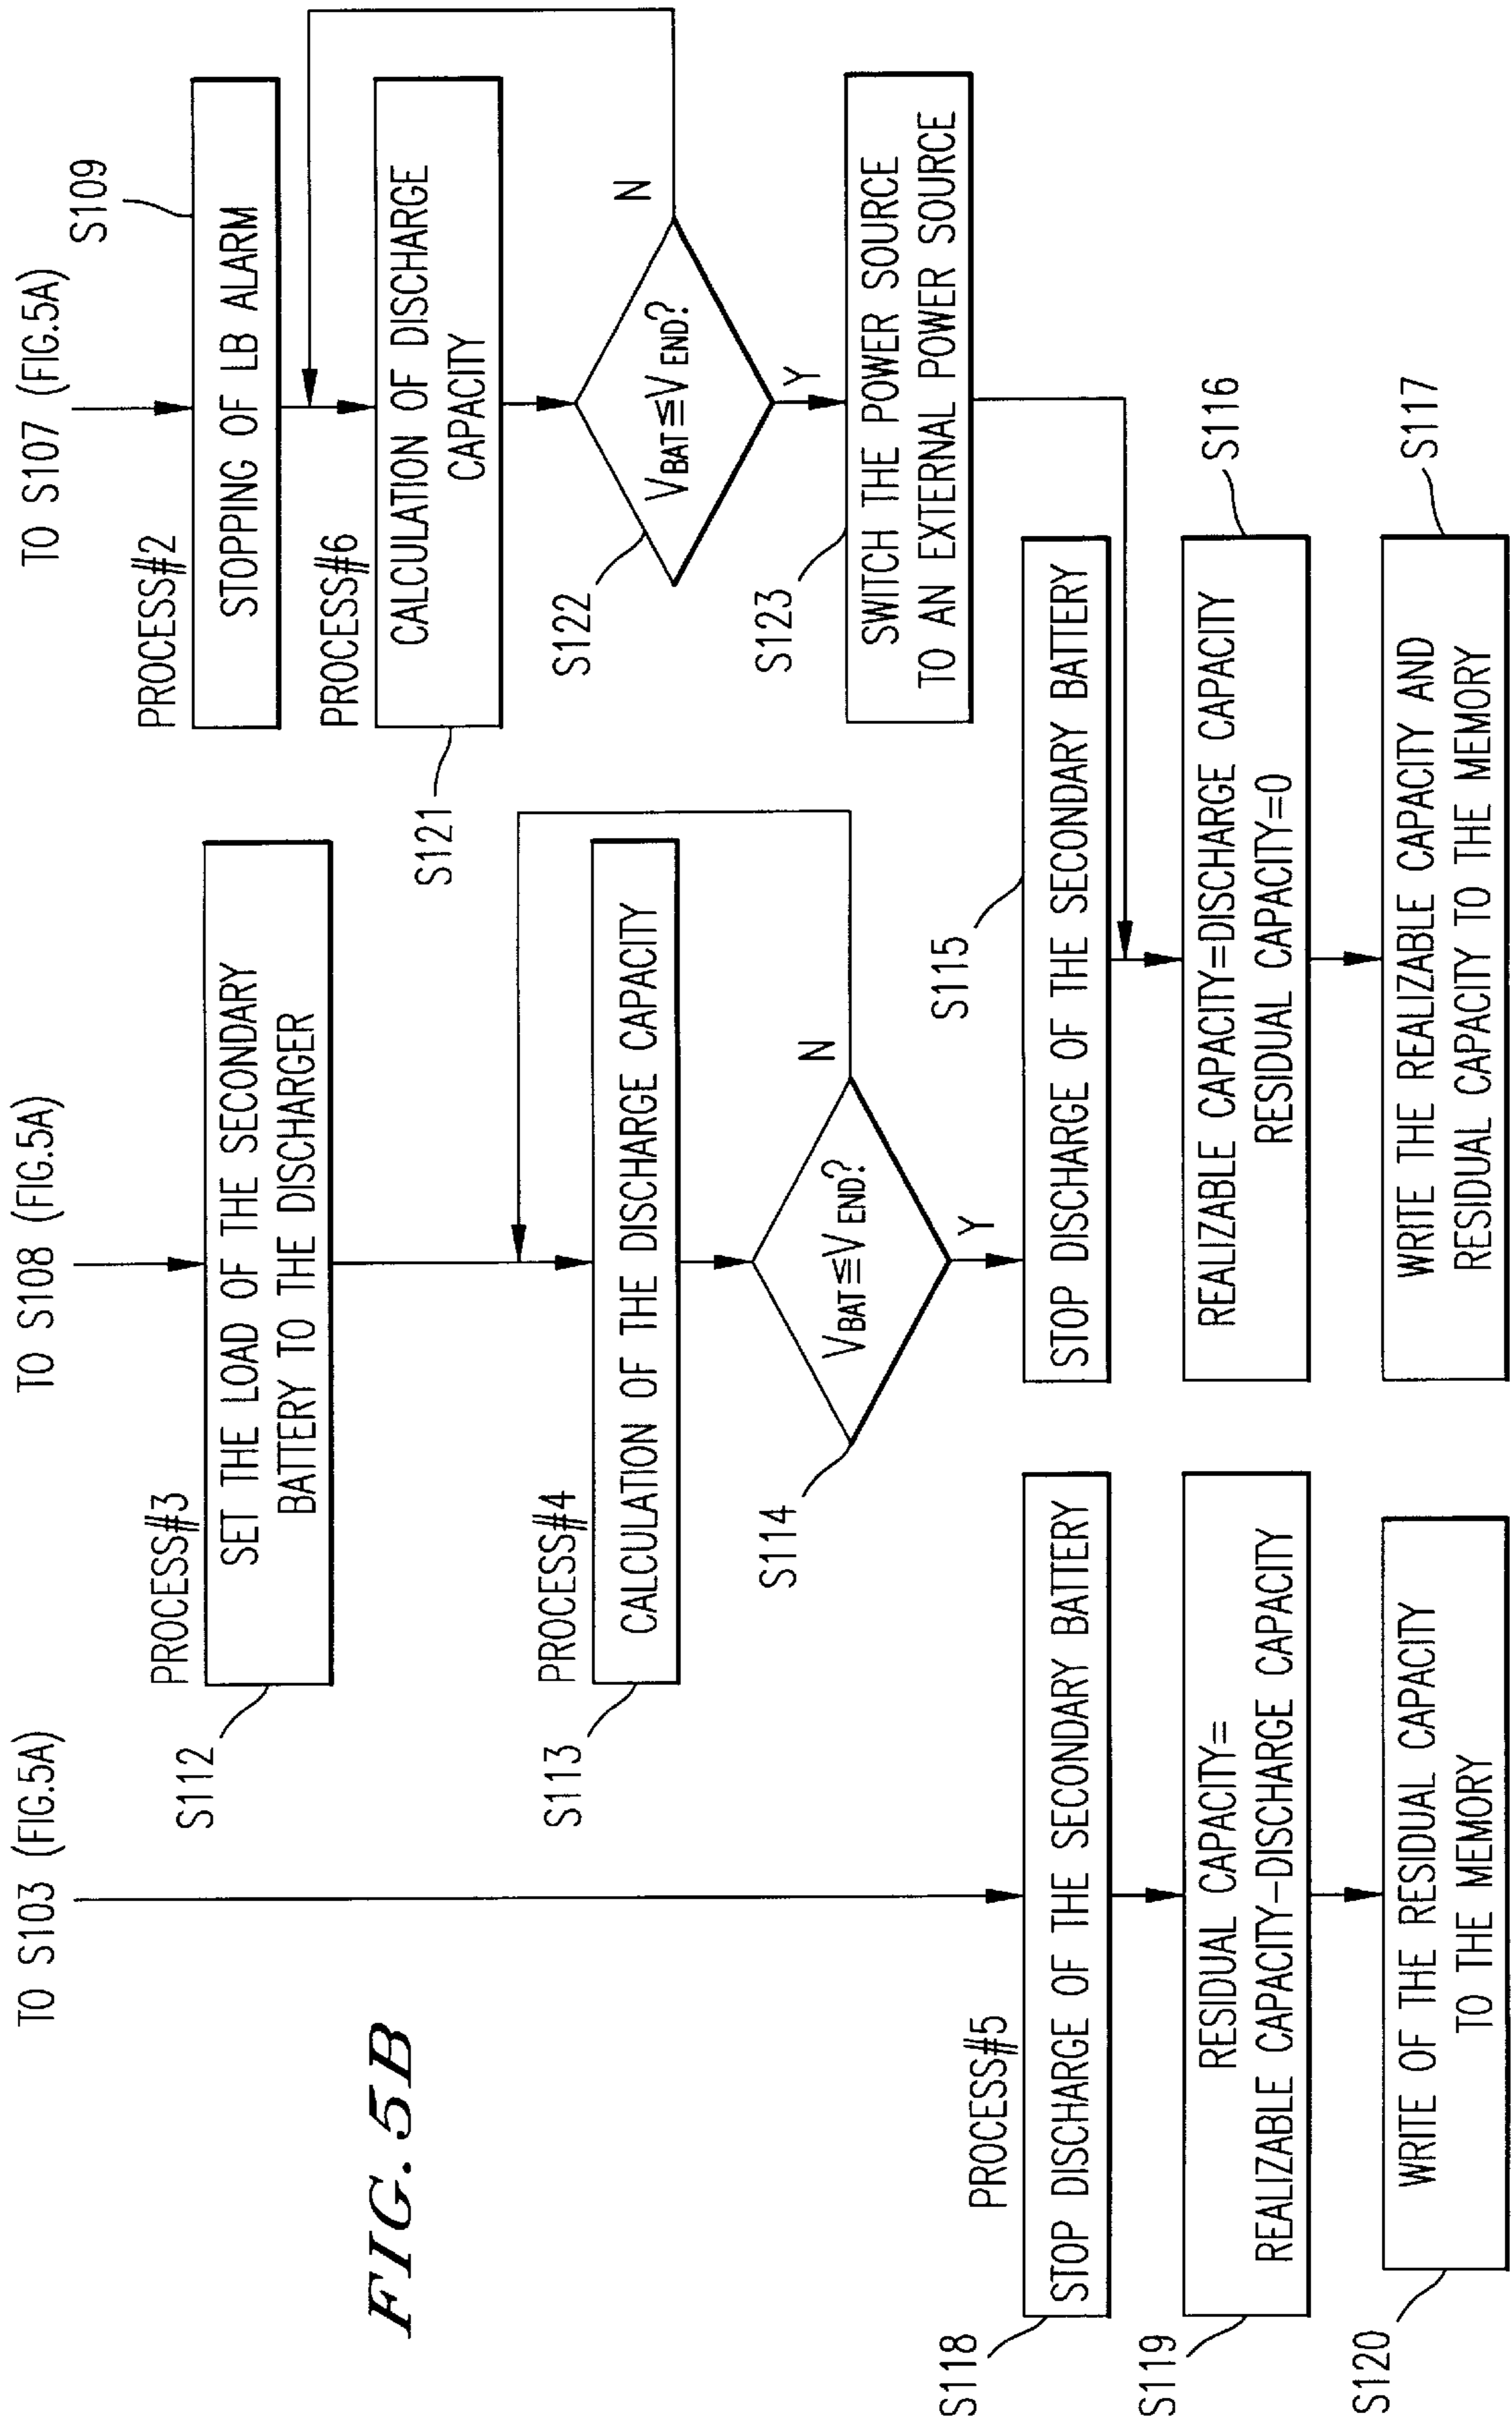 FIG. 5B
TO S103 (FIG.5A)
PROCESS#5
S118
STOP DISCHARGE OF THE SECONDARY BATTERY
S119
RESIDUAL CAPACITY=
REALIZABLE CAPACITY-DISCHARGE CAPACITY
S120
WRITE OF THE RESIDUAL CAPACITY
TO THE MEMORY
TO S108 (FIG.5A)
PROCESS#3
S112
SET THE LOAD OF THE SECONDARY
BATTERY TO THE DISCHARGER
PROCESS#4
S113
CALCULATION OF THE DISCHARGE CAPACITY
S114
VBAT≦VEND?
N
Y
S115
STOP DISCHARGE OF THE SECONDARY BATTERY
S116
REALIZABLE CAPACITY=DISCHARGE CAPACITY
RESIDUAL CAPACITY=0
S117
WRITE THE REALIZABLE CAPACITY AND
RESIDUAL CAPACITY TO THE MEMORY
TO S107 (FIG.5A)
PROCESS#2
S109
STOPPING OF LB ALARM
PROCESS#6
S121
CALCULATION OF DISCHARGE
CAPACITY
S122
VBAT≦VEND?
N
Y
S123
SWITCH THE POWER SOURCE
TO AN EXTERNAL POWER SOURCE